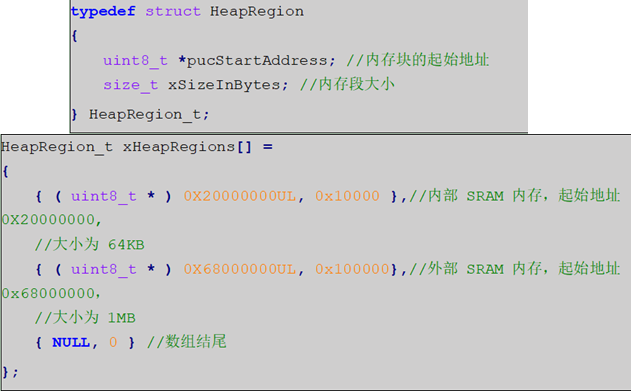 typedef struct HeapRegion
{
uint8_t *pucStartAddress; //内存块的起始地址
size_t xSizeInBytes; //内存段大小
} HeapRegion_t;
HeapRegion_t xHeapRegions[] =
{
{ ( uint8_t * ) 0X20000000UL, 0x10000 },//内部 SRAM 内存，起始地址
0X20000000，
//大小为 64KB
{ ( uint8_t * ) 0X68000000UL, 0x100000},//外部 SRAM 内存，起始地址
0x68000000，
//大小为 1MB
{ NULL, 0 } //数组结尾
};